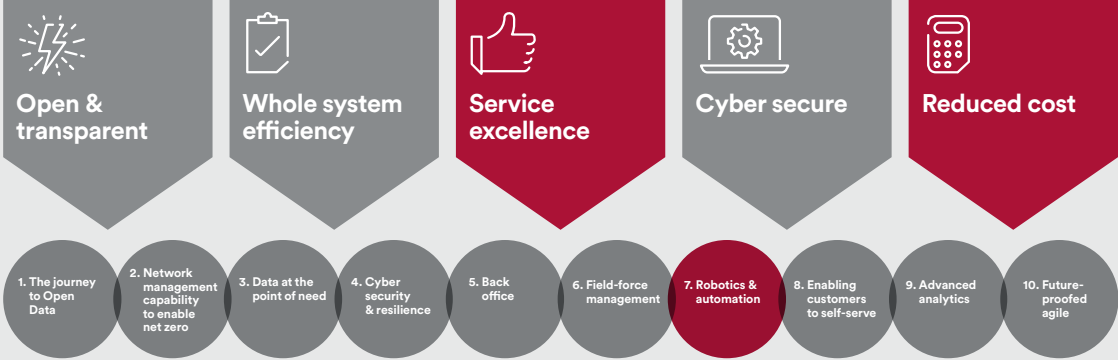 Open &
transparent
Whole system
efficiency
Service
excellence
Cyber secure
Reduced cost
1. The journey
to Open
Data
2. Network
management
capability
to enable
net zero
3. Data at the
point of need
4. Cyber
security
& resilience
5. Back
office
6. Field-force
management
7. Robotics &
automation
8. Enabling
customers
to self-serve
9. Advanced
analytics
10. Future-
proofed
agile